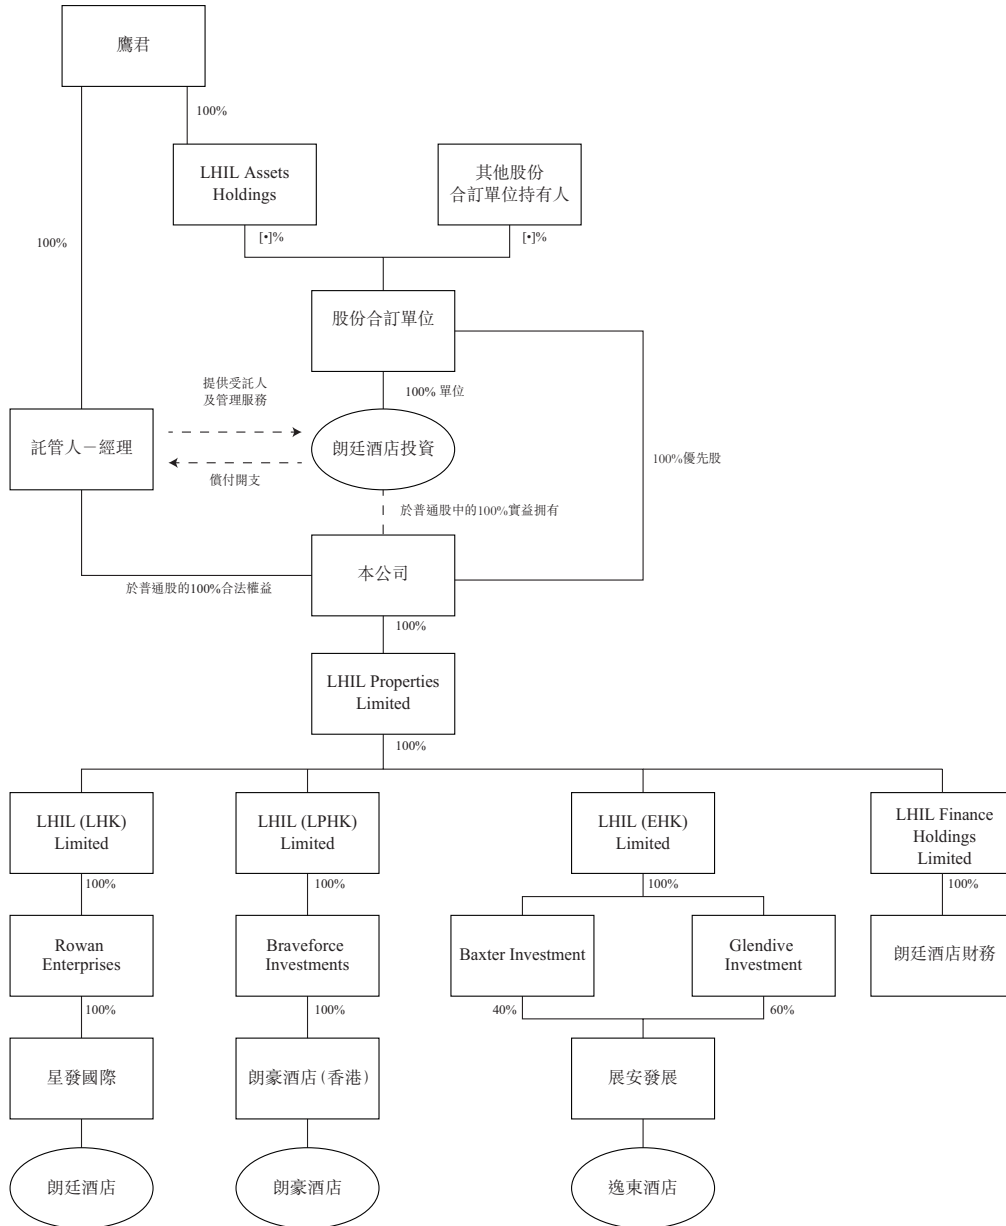 鷹君
100%
LHIL Assets
Holdings
其他股份
合訂單位持有人
100%
[•]%
[•]%
股份合訂單位
提供受託人
及管理服務
100% 單位
託管人－經理
朗廷酒店投資
100%優先股
償付開支
於普通股中的100%實益擁有
本公司
於普通股的100%合法權益
100%
LHIL Properties
Limited
100%
LHIL (LHK)
Limited
LHIL (LPHK)
Limited
LHIL (EHK)
Limited
LHIL Finance
Holdings
Limited
100%
100%
100%
100%
Rowan
Enterprises
Braveforce
Investments
Baxter Investment
Glendive
Investment
朗廷酒店財務
100%
100%
40%
60%
星發國際
朗豪酒店(香港)
展安發展
朗廷酒店
朗豪酒店
逸東酒店